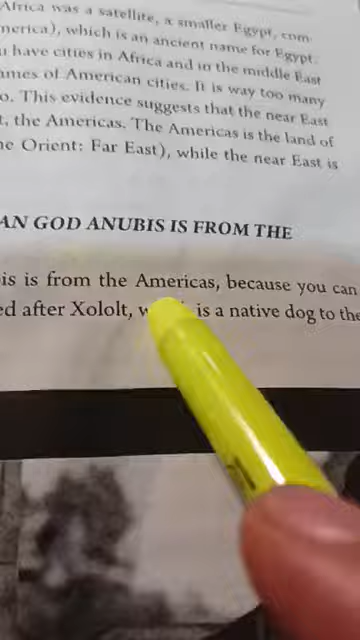 Africa was a satellite, a smaller Egypt, com-
merica), which is an ancient name for Egypt.
have cities in Africa and in the middle East
ames of American cities. It is way too many
o. This evidence suggests that the near East
t, the Americas. The Americas is the land of
he Orient: Far East), while the near East is
AN GOD ANUBIS IS FROM THE
is is from the Americas, because you can
ed after Xololt, is a native dog to the